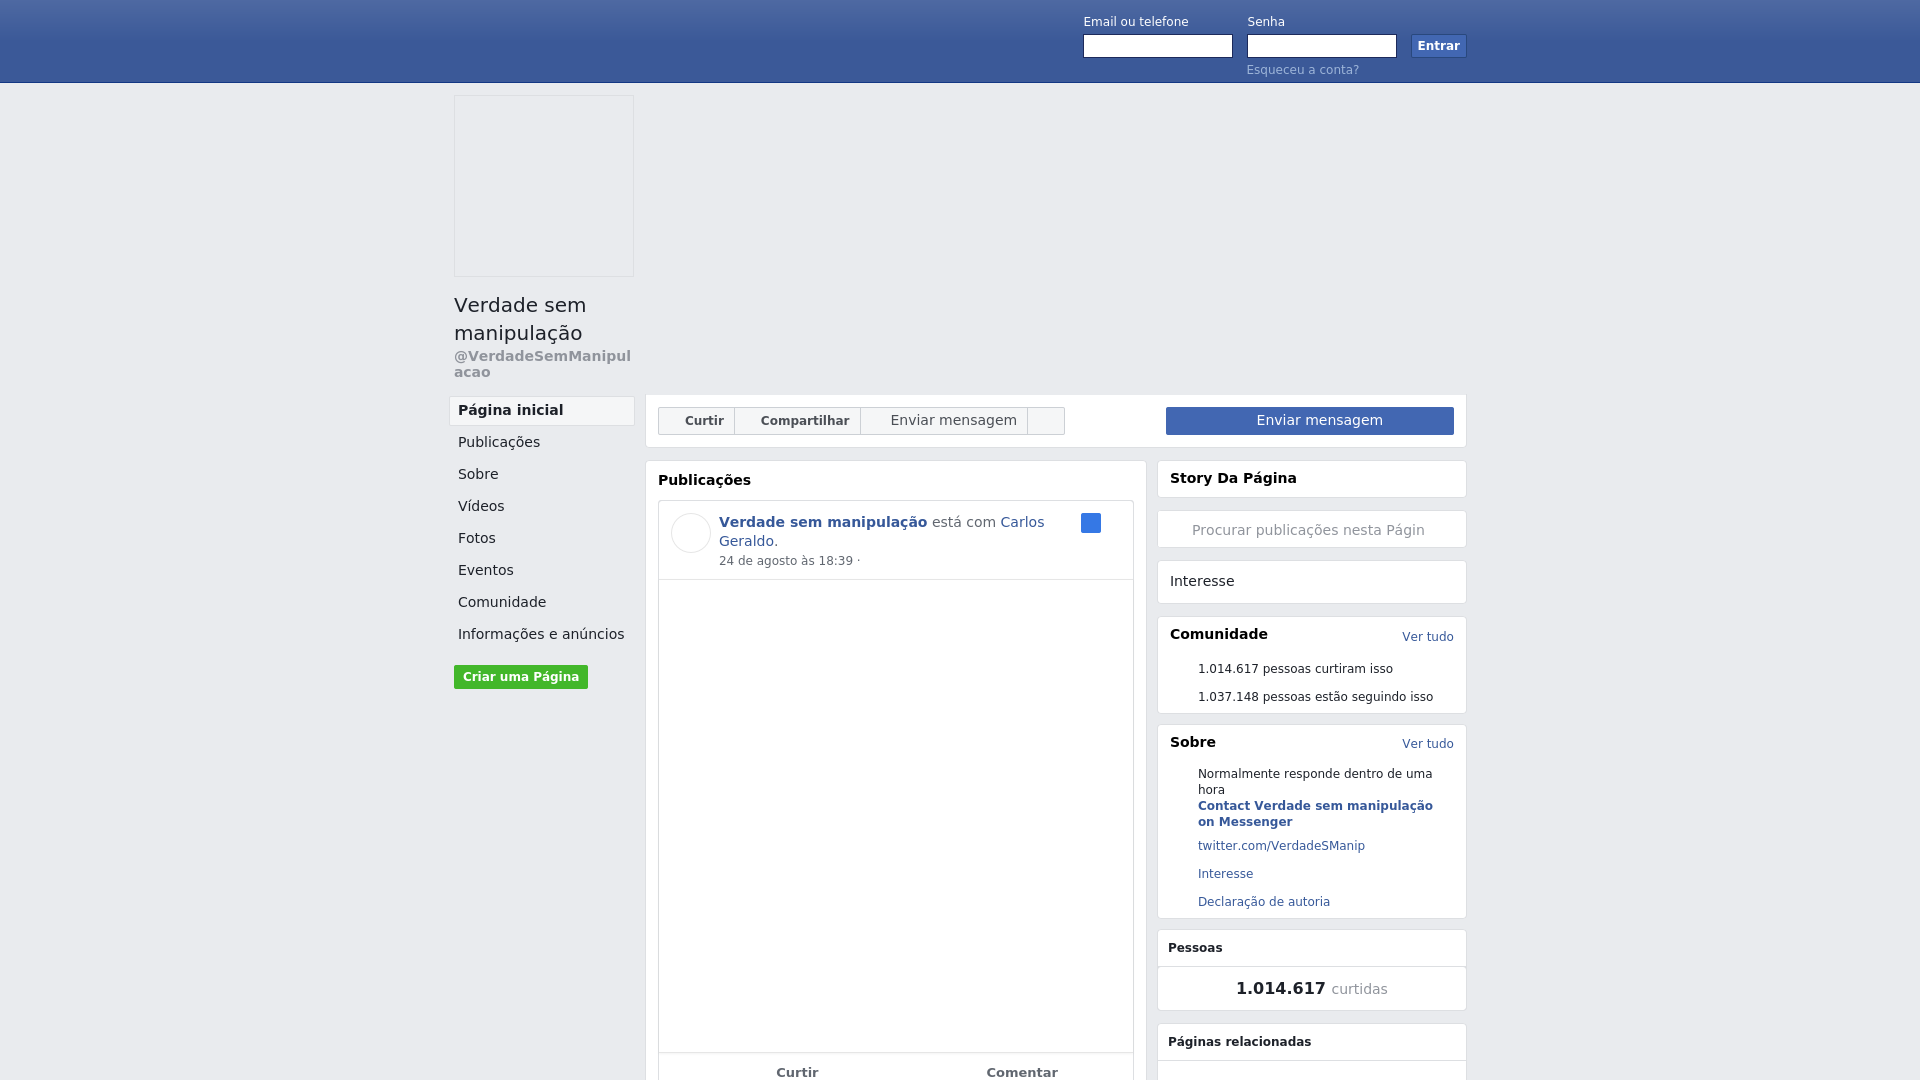 Email ou telefone
Senha
Entrar
Esqueceu a conta?
Verdade sem
manipulação
@VerdadeSemManipul
acao
Página inicial
Publicações
Sobre
Vídeos
Fotos
Eventos
Comunidade
Informações e anúncios
Criar uma Página
Curtir
Compartilhar
Enviar mensagem
Enviar mensagem
Publicações
Verdade sem manipulação está com Carlos
Geraldo.
24 de agosto às 18:39 ·
Curtir
Comentar
Story Da Página
Procurar publicações nesta Págin
Interesse
Comunidade
Ver tudo
1.014.617 pessoas curtiram isso
1.037.148 pessoas estão seguindo isso
Sobre
Ver tudo
Normalmente responde dentro de uma
hora
Contact Verdade sem manipulação
on Messenger
twitter.com/VerdadeSManip
Interesse
Declaração de autoria
Pessoas
1.014.617 curtidas
Páginas relacionadas